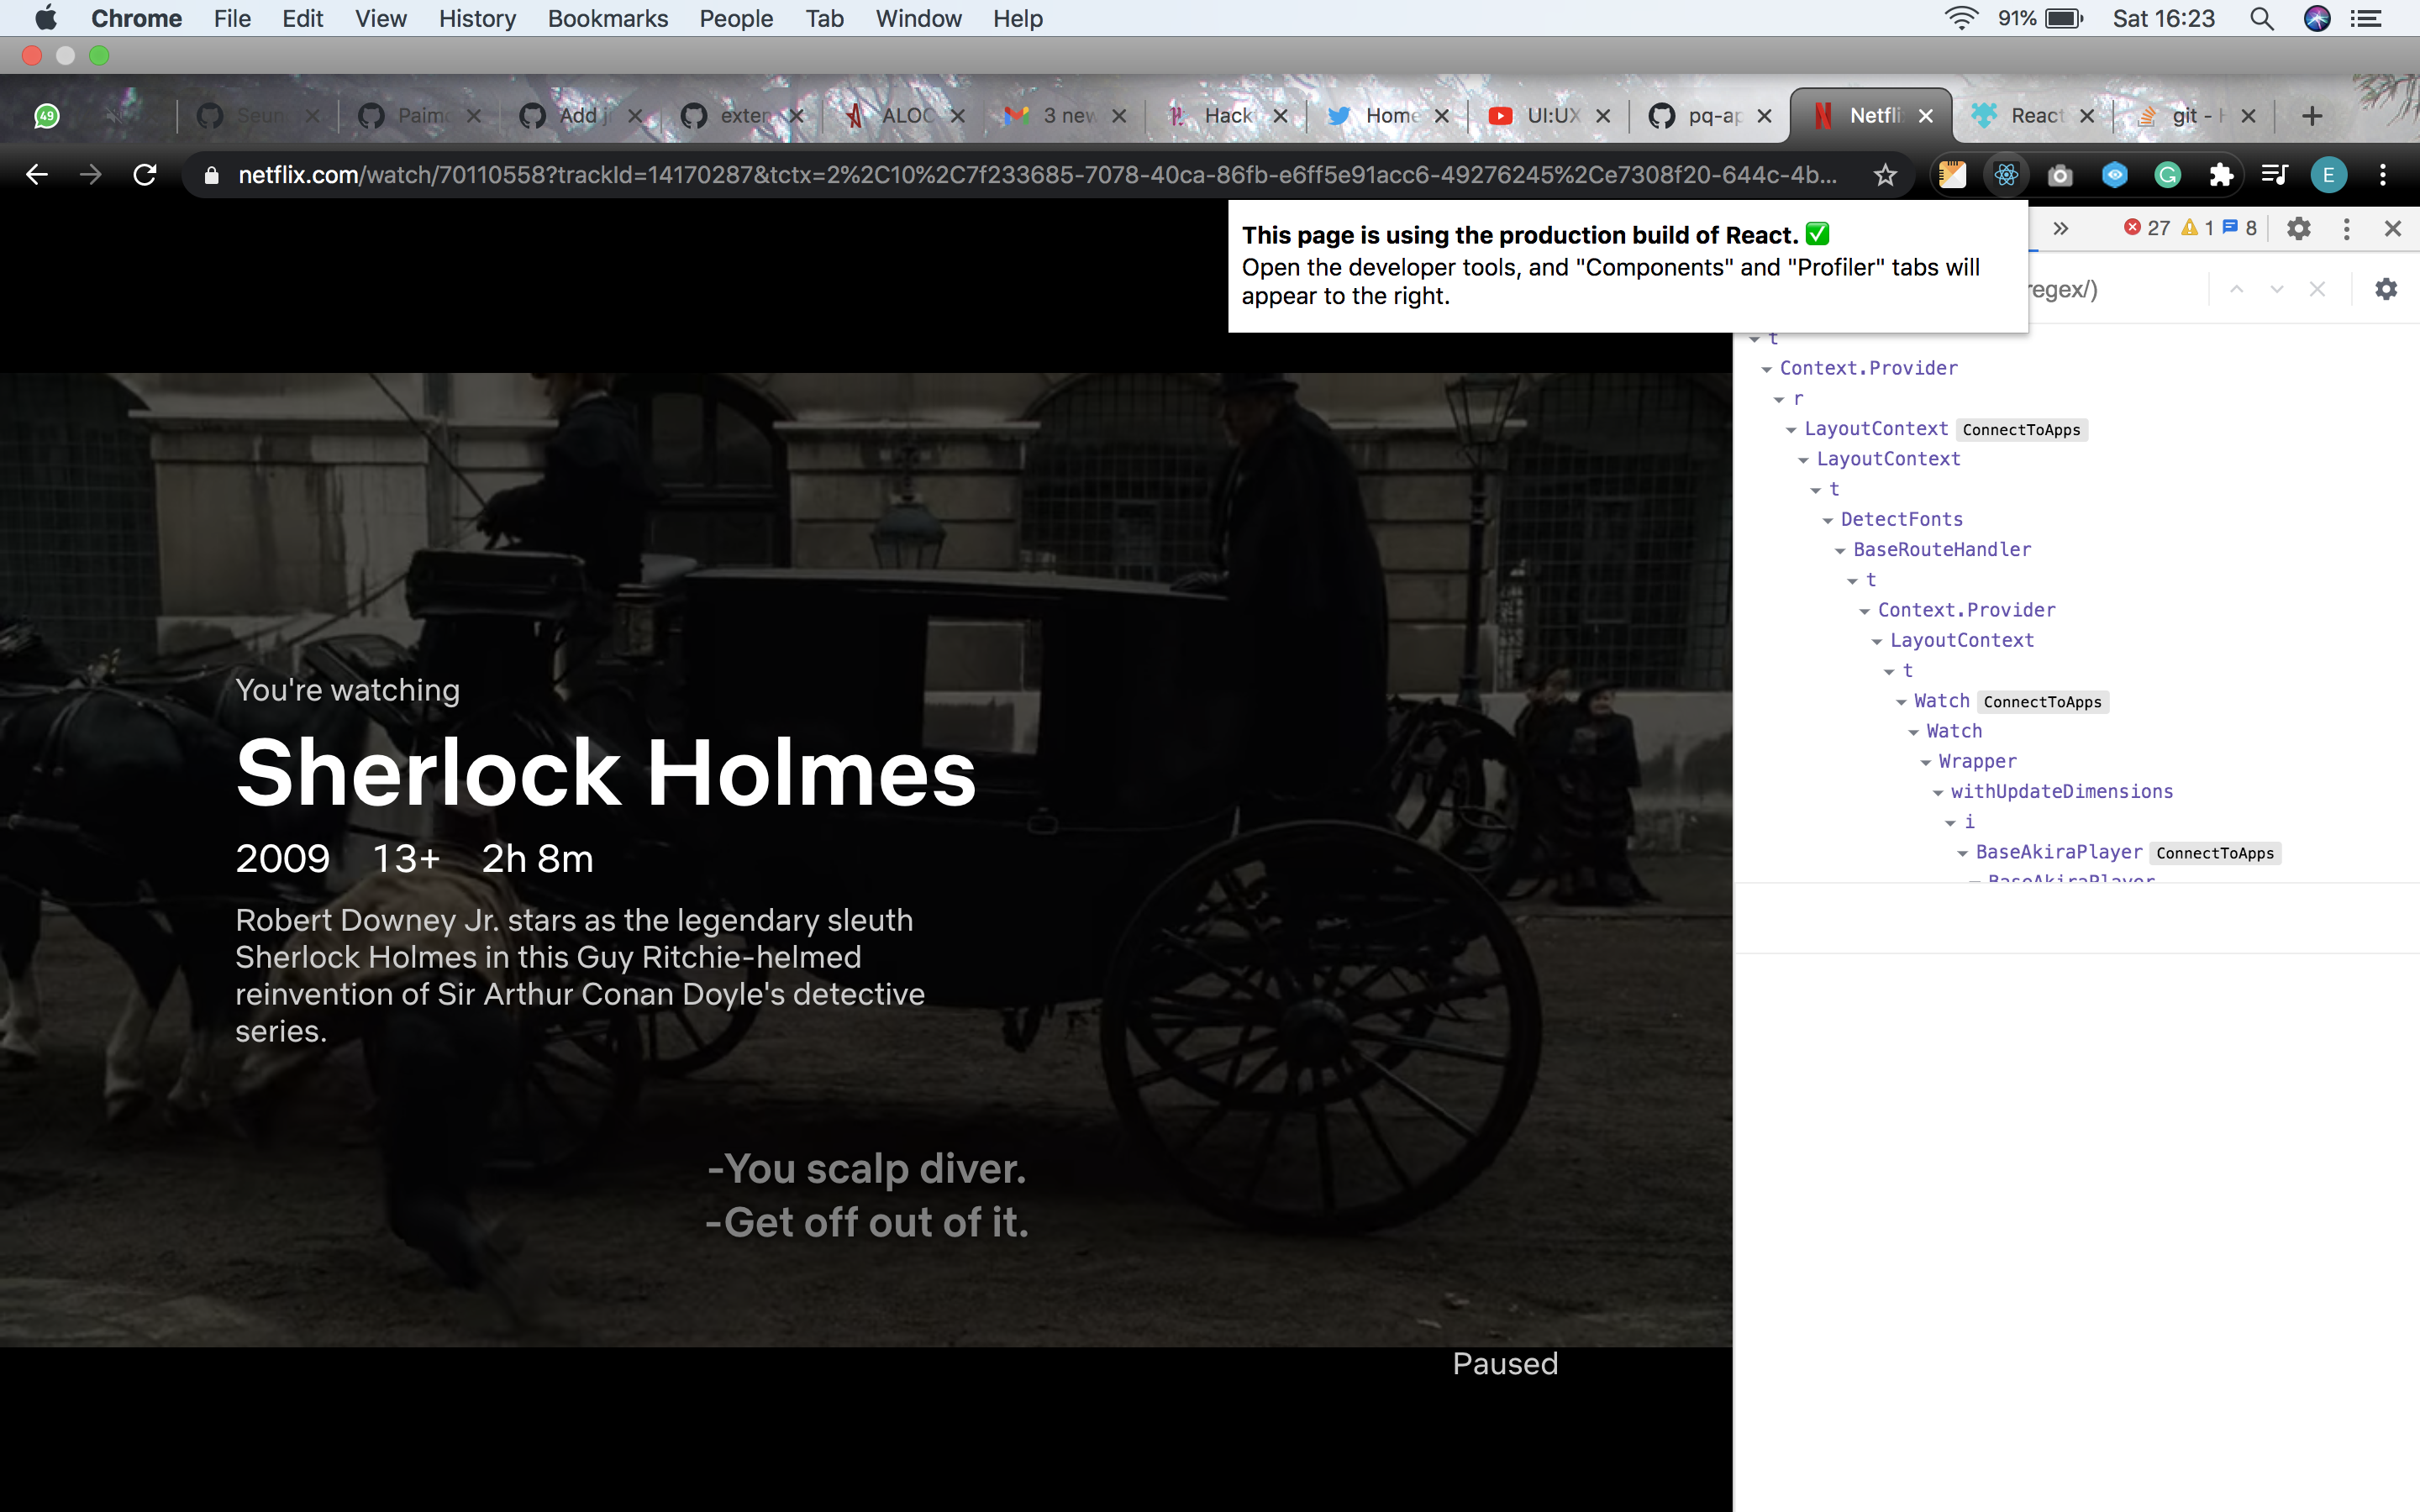 Chrome File Edit View History Bookmarks People Tab Window Help 91% Sat 16:23
49 Seun Paim Add j exter ALOC 3 new Hack Home UI:UX pq-ap Netfli React git -
netflix.com/watch/70110558?trackId=14170287&tctx=2%2C10%2C7f233685-7078-40ca-86fb-e6ff5e91acc6-49276245%2Ce7308f20-644c-4b... E
This page is using the production build of React. ✅
Open the developer tools, and "Components" and "Profiler" tabs will
appear to the right.
» 27 1 8
regex/)
t
Context.Provider
r
LayoutContext ConnectToApps
LayoutContext
t
DetectFonts
BaseRouteHandler
t
Context.Provider
LayoutContext
t
Watch ConnectToApps
Watch
Wrapper
withUpdateDimensions
i
BaseAkiraPlayer ConnectToApps
BaseAkiraPlayer
You're watching
Sherlock Holmes
2009 13+ 2h 8m
Robert Downey Jr. stars as the legendary sleuth
Sherlock Holmes in this Guy Ritchie-helmed
reinvention of Sir Arthur Conan Doyle's detective
series.
-You scalp diver.
-Get off out of it.
Paused